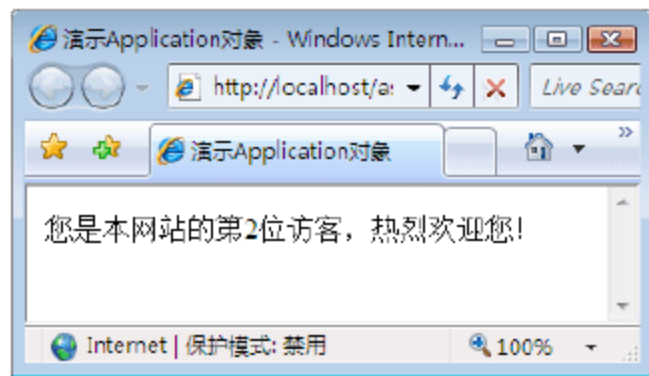 演示Application对象 - Windows Intern...
http://localhost/a
Live Sear
演示Application对象
您是本网站的第2位访客，热烈欢迎您!
Internet | 保护模式: 禁用
100%